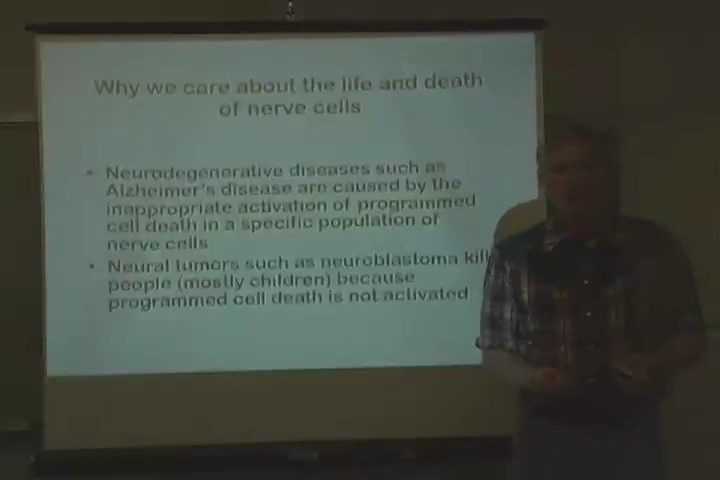 Why we care about the life and death
of nerve cells
• Neurodegenerative diseases such as
Alzheimer's disease are caused by the
inappropriate activation of programmed
cell death in a specific population of
nerve cells
• Neural tumors such as neuroblastoma kill
people (mostly children) because
programmed cell death is not activated